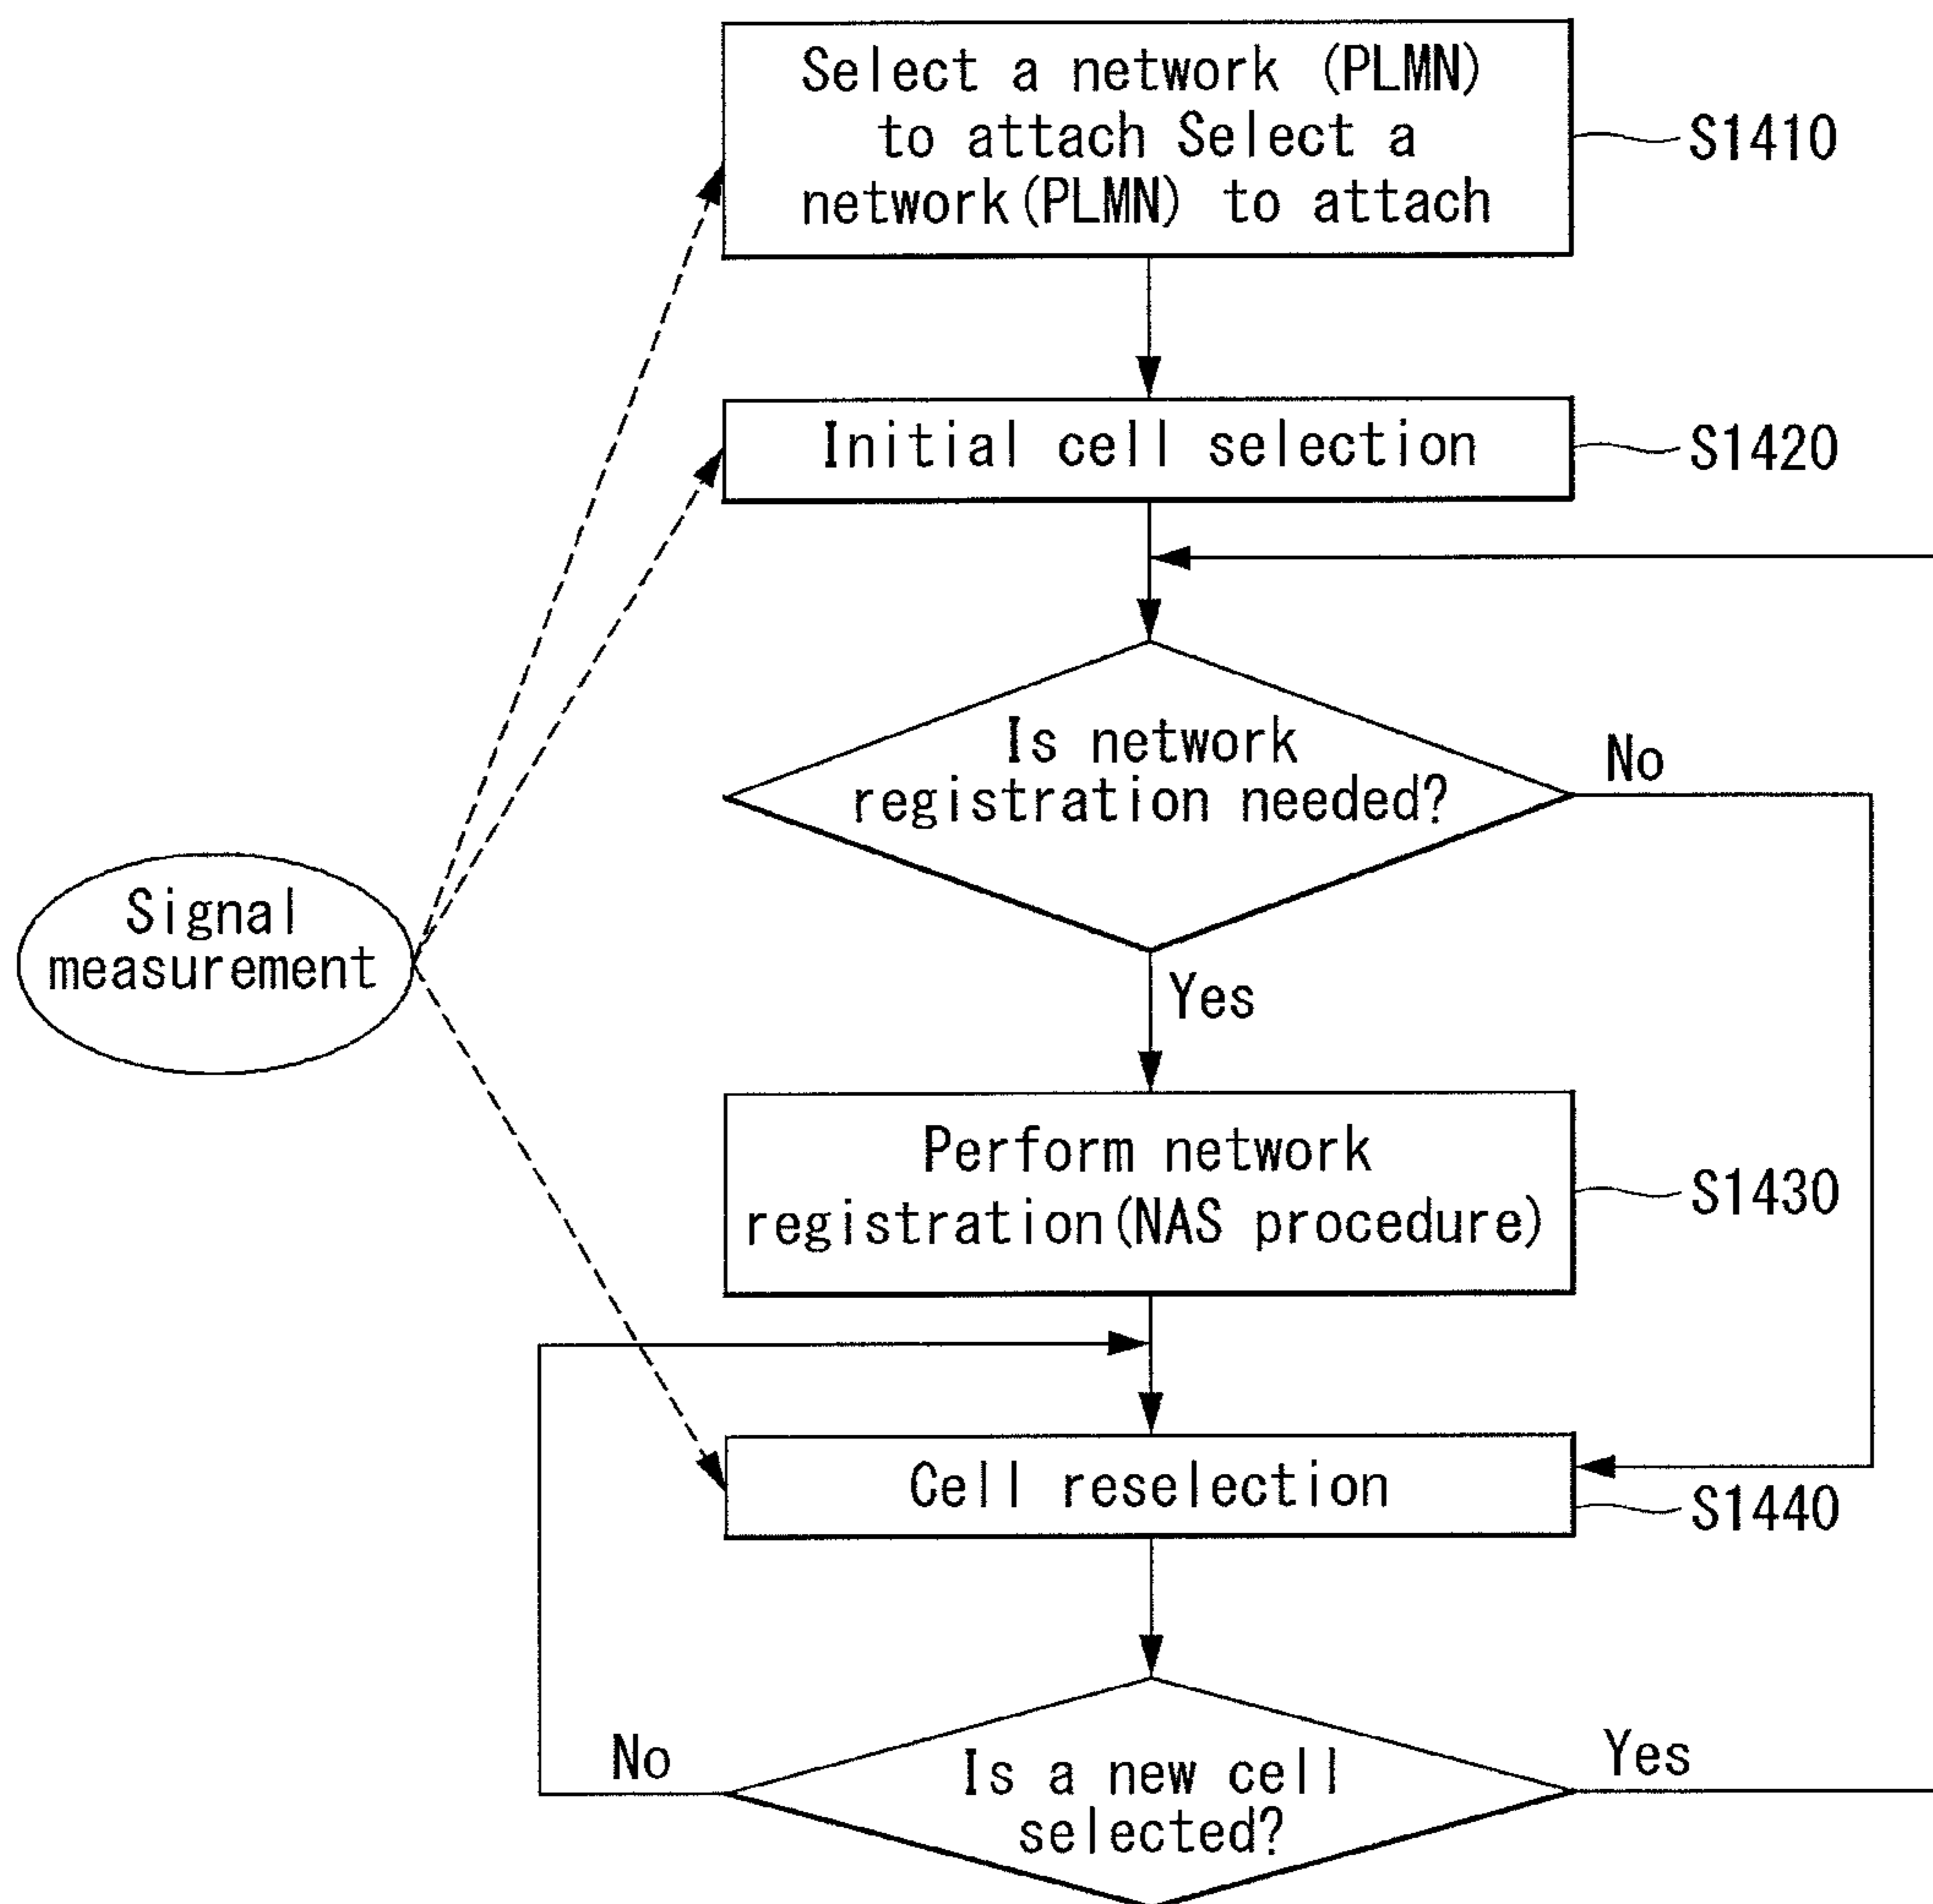 Select a network (PLMN)
to attach Select a
network(PLMN) to attach
S1410
Initial cell selection
S1420
Is network
registration needed?
No
Signal
measurement
Yes
Perform network
registration(NAS procedure)
S1430
Cell reselection
S1440
No
Is a new cell
selected?
Yes